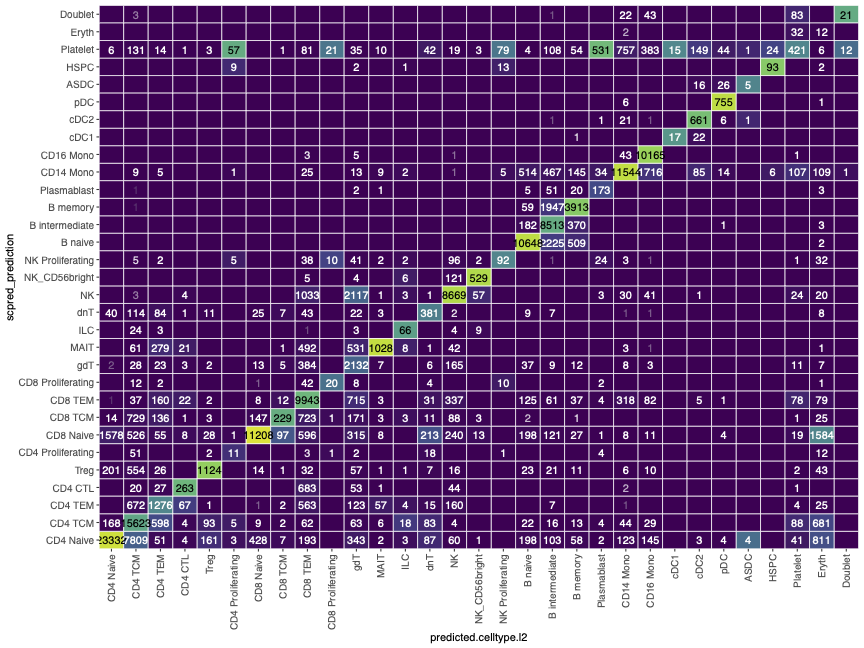 Doublet 3 1 22 43 83 21
Eryth 2 32 12
Platelet 6 131 14 1 3 57 1 81 21 35 10 42 19 3 79 4 108 54 531 757 383 15 149 44 1 24 421 6 12
HSPC 9 2 1 13 93 2
ASDC 16 26 5
pDC 6 755 1
cDC2 1 1 21 1 661 6 1
cDC1 1 17 22
CD16 Mono 3 5 1 43 10165 1
CD14 Mono 9 5 1 25 13 9 2 1 5 514 467 145 34 11544 1716 85 14 6 107 109 1
Plasmablast 1 2 1 5 51 20 173 3
B memory 1 59 1947 3913
B intermediate 182 8513 370 1 3
B naive 10648 2225 509 2
NK Proliferating 5 2 5 38 10 41 2 2 96 2 92 1 24 3 1 32
NK_CD56bright 5 4 6 121 529
NK 3 4 1033 2117 1 3 1 8669 57 3 30 41 1 24 20
dnT 40 114 84 1 11 25 7 43 22 3 381 2 9 7 1 1 8
ILC 24 3 1 3 66 4 9
MAIT 61 279 21 1 492 531 1028 8 1 42 3 1 1
gdT 2 28 23 3 2 13 5 384 2132 7 6 165 37 9 12 8 3 11 7
CD8 Proliferating 12 2 1 42 20 8 4 10 2 1
CD8 TEM 1 37 160 22 2 8 12 9943 715 3 31 337 125 61 37 4 318 82 1 78 79
CD8 TCM 14 729 136 1 3 147 229 723 1 171 3 3 11 88 3 2 1 9 7 1 25
CD8 Naive 1578 526 55 8 28 1 11208 97 596 315 8 213 240 13 198 121 27 1 8 11 4 19 1584
CD4 Proliferating 51 2 11 3 1 2 18 1 4 12
Treg 201 554 26 1124 14 1 32 57 1 1 7 16 23 21 11 6 10 2 43
CD4 CTL 20 27 263 683 53 1 44 2 1
CD4 TEM 672 1276 67 1 1 2 563 123 57 4 15 160 7 1 4 25
CD4 TCM 168 15623 598 4 93 5 9 2 62 63 6 18 83 4 22 16 13 4 44 29 88 681
CD4 Naive 23332 7809 51 4 161 3 428 7 193 343 2 3 87 60 1 198 103 58 2 123 145 3 4 4 41 811
scpred_prediction
CD4 Naive
CD4 TCM
CD4 TEM
CD4 CTL
Treg
CD4 Proliferating
CD8 Naive
CD8 TCM
CD8 TEM
CD8 Proliferating
gdT
MAIT
ILC
dnT
NK
NK_CD56bright
NK Proliferating
B naive
B intermediate
B memory
Plasmablast
CD14 Mono
CD16 Mono
cDC1
cDC2
pDC
ASDC
HSPC
Platelet
Eryth
Doublet
predicted.celltype.l2